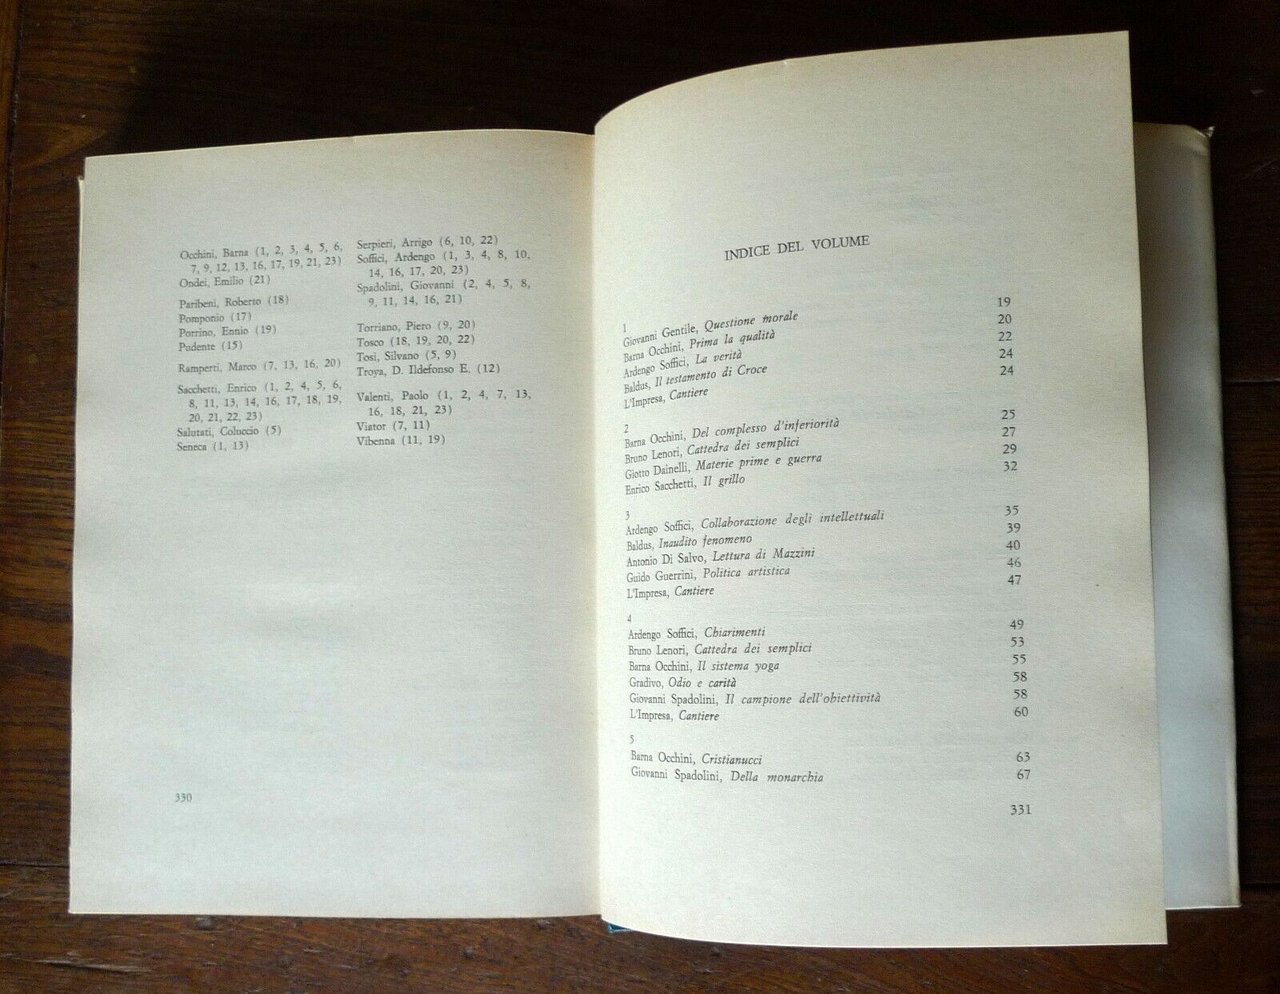 Occhini, Barna (1, 2, 3, 4, 5, 6,
7, 9, 12, 13, 16, 17, 19, 21, 23)
Ondei, Emilio (21)
Paribeni, Roberto (18)
Pomponio (17)
Porrino, Ennio (19)
Pudente (15)
Ramperti, Marco (7, 13, 16, 20)
Sacchetti, Enrico (1, 2, 4, 5, 6,
8, 11, 13, 14, 16, 17, 18, 19,
20, 21, 22, 23)
Salutati, Coluccio (5)
Seneca (1, 13)
Serpieri, Arrigo (6, 10, 22)
Soffici, Ardengo (1, 3, 4, 8, 10,
14, 16, 17, 20, 23)
Spadolini, Giovanni (2, 4, 5, 8,
9, 11, 14, 16, 21)
Torriano, Piero (9, 20)
Tosco (18, 19, 20, 22)
Tosi, Silvano (5, 9)
Troya, D. Ildefonso E. (12)
Valenti, Paolo (1, 2, 4, 7, 13,
16, 18, 21, 23)
Viator (7, 11)
Vibenna (11, 19)
330
INDICE DEL VOLUME
1
Giovanni Gentile, Questione morale 19
Barna Occhini, Prima la qualità 20
Ardengo Soffici, La verità 22
Baldus, Il testamento di Croce 24
L'Impresa, Cantiere 24
2
Barna Occhini, Del complesso d'inferiorità 25
Bruno Lenori, Cattedra dei semplici 27
Giotto Dainelli, Materie prime e guerra 29
Enrico Sacchetti, Il grillo 32
3
Ardengo Soffici, Collaborazione degli intellettuali 35
Baldus, Inaudito fenomeno 39
Antonio Di Salvo, Lettura di Mazzini 40
Guido Guerrini, Politica artistica 46
L'Impresa, Cantiere 47
4
Ardengo Soffici, Chiarimenti 49
Bruno Lenori, Cattedra dei semplici 53
Barna Occhini, Il sistema yoga 55
Gradivo, Odio e carità 58
Giovanni Spadolini, Il campione dell'obiettività 58
L'Impresa, Cantiere 60
5
Barna Occhini, Cristianucci 63
Giovanni Spadolini, Della monarchia 67
331